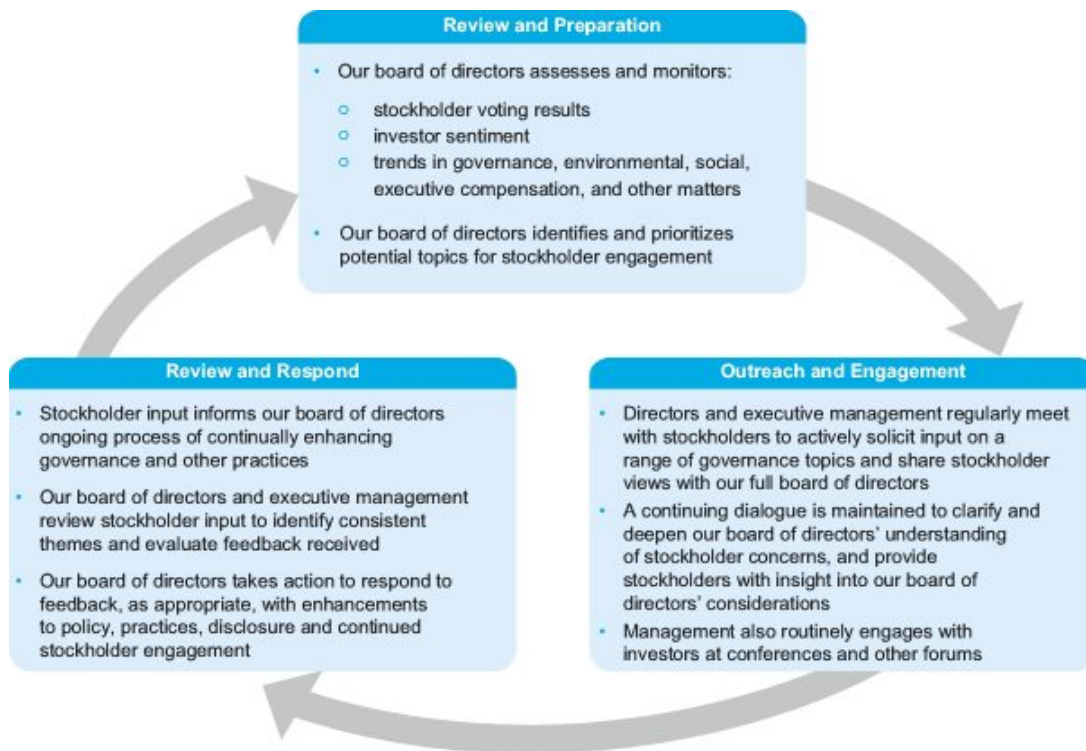 Review and Preparation
• Our board of directors assesses and monitors:
o stockholder voting results
o investor sentiment
o trends in governance, environmental, social,
executive compensation, and other matters
• Our board of directors identifies and prioritizes
potential topics for stockholder engagement
Outreach and Engagement
• Directors and executive management regularly meet
with stockholders to actively solicit input on a
range of governance topics and share stockholder
views with our full board of directors
• A continuing dialogue is maintained to clarify and
deepen our board of directors’ understanding
of stockholder concerns, and provide
stockholders with insight into our board of
directors’ considerations
• Management also routinely engages with
investors at conferences and other forums
Review and Respond
• Stockholder input informs our board of directors
ongoing process of continually enhancing
governance and other practices
• Our board of directors and executive management
review stockholder input to identify consistent
themes and evaluate feedback received
• Our board of directors takes action to respond to
feedback, as appropriate, with enhancements
to policy, practices, disclosure and continued
stockholder engagement